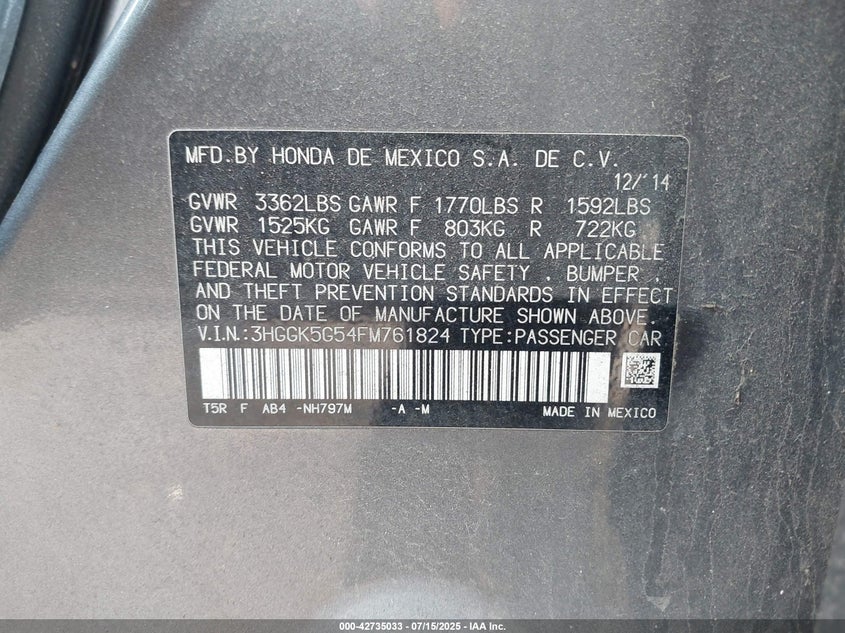 MFD.BY HONDA DE MEXICO S.A. DE C.V.
12/'14
GVWR 3362LBS GAWR F 1770LBS R 1592LBS
GVWR 1525KG GAWR F 803KG R 722KG
THIS VEHICLE CONFORMS TO ALL APPLICABLE
FEDERAL MOTOR VEHICLE SAFETY , BUMPER ,
AND THEFT PREVENTION STANDARDS IN EFFECT
ON THE DATE OF MANUFACTURE SHOWN ABOVE.
V.I.N.:3HGGK5G54FM761824 TYPE:PASSENGER CAR
T5R F AB4 -NH797M -A -M MADE IN MEXICO
000-42735033 - 07/15/2025 - IAA Inc.